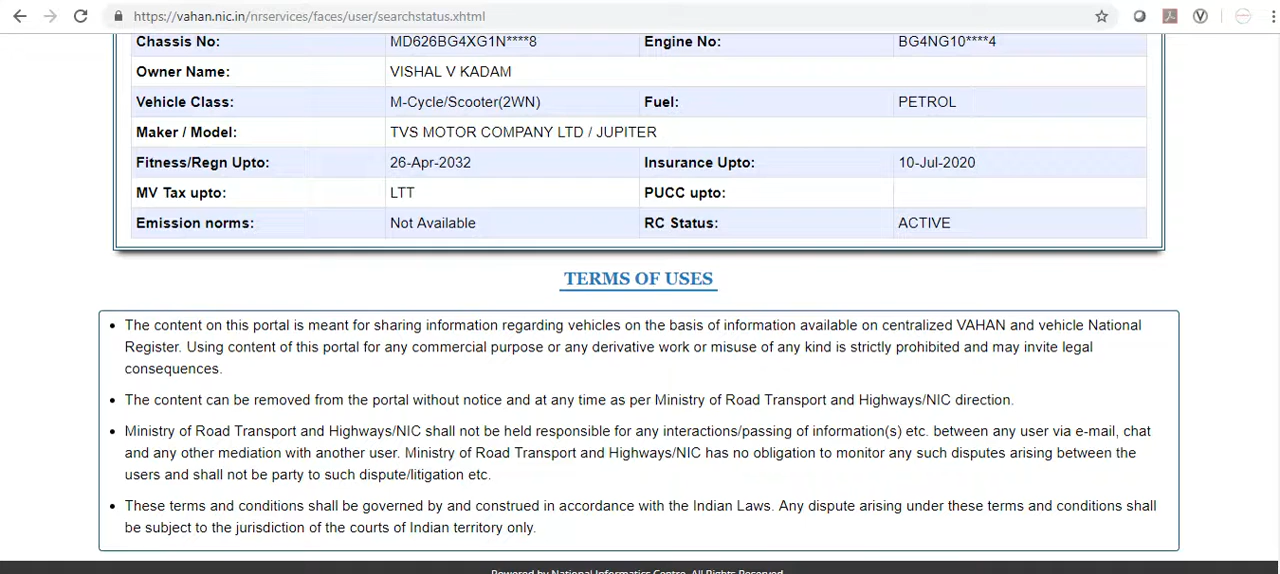 https://vahan.nic.in/nrservices/faces/user/searchstatus.xhtml
Chassis No: MD626BG4XG1N****8 Engine No: BG4NG10****4
Owner Name: VISHAL V KADAM
Vehicle Class: M-Cycle/Scooter(2WN) Fuel: PETROL
Maker / Model: TVS MOTOR COMPANY LTD / JUPITER
Fitness/Regn Upto: 26-Apr-2032 Insurance Upto: 10-Jul-2020
MV Tax upto: LTT PUCC upto:
Emission norms: Not Available RC Status: ACTIVE
TERMS OF USES
• The content on this portal is meant for sharing information regarding vehicles on the basis of information available on centralized VAHAN and vehicle National
Register. Using content of this portal for any commercial purpose or any derivative work or misuse of any kind is strictly prohibited and may invite legal
consequences.
• The content can be removed from the portal without notice and at any time as per Ministry of Road Transport and Highways/NIC direction.
• Ministry of Road Transport and Highways/NIC shall not be held responsible for any interactions/passing of information(s) etc. between any user via e-mail, chat
and any other mediation with another user. Ministry of Road Transport and Highways/NIC has no obligation to monitor any such disputes arising between the
users and shall not be party to such dispute/litigation etc.
• These terms and conditions shall be governed by and construed in accordance with the Indian Laws. Any dispute arising under these terms and conditions shall
be subject to the jurisdiction of the courts of Indian territory only.
Powered by National Informatics Centre. All Rights Reserved.